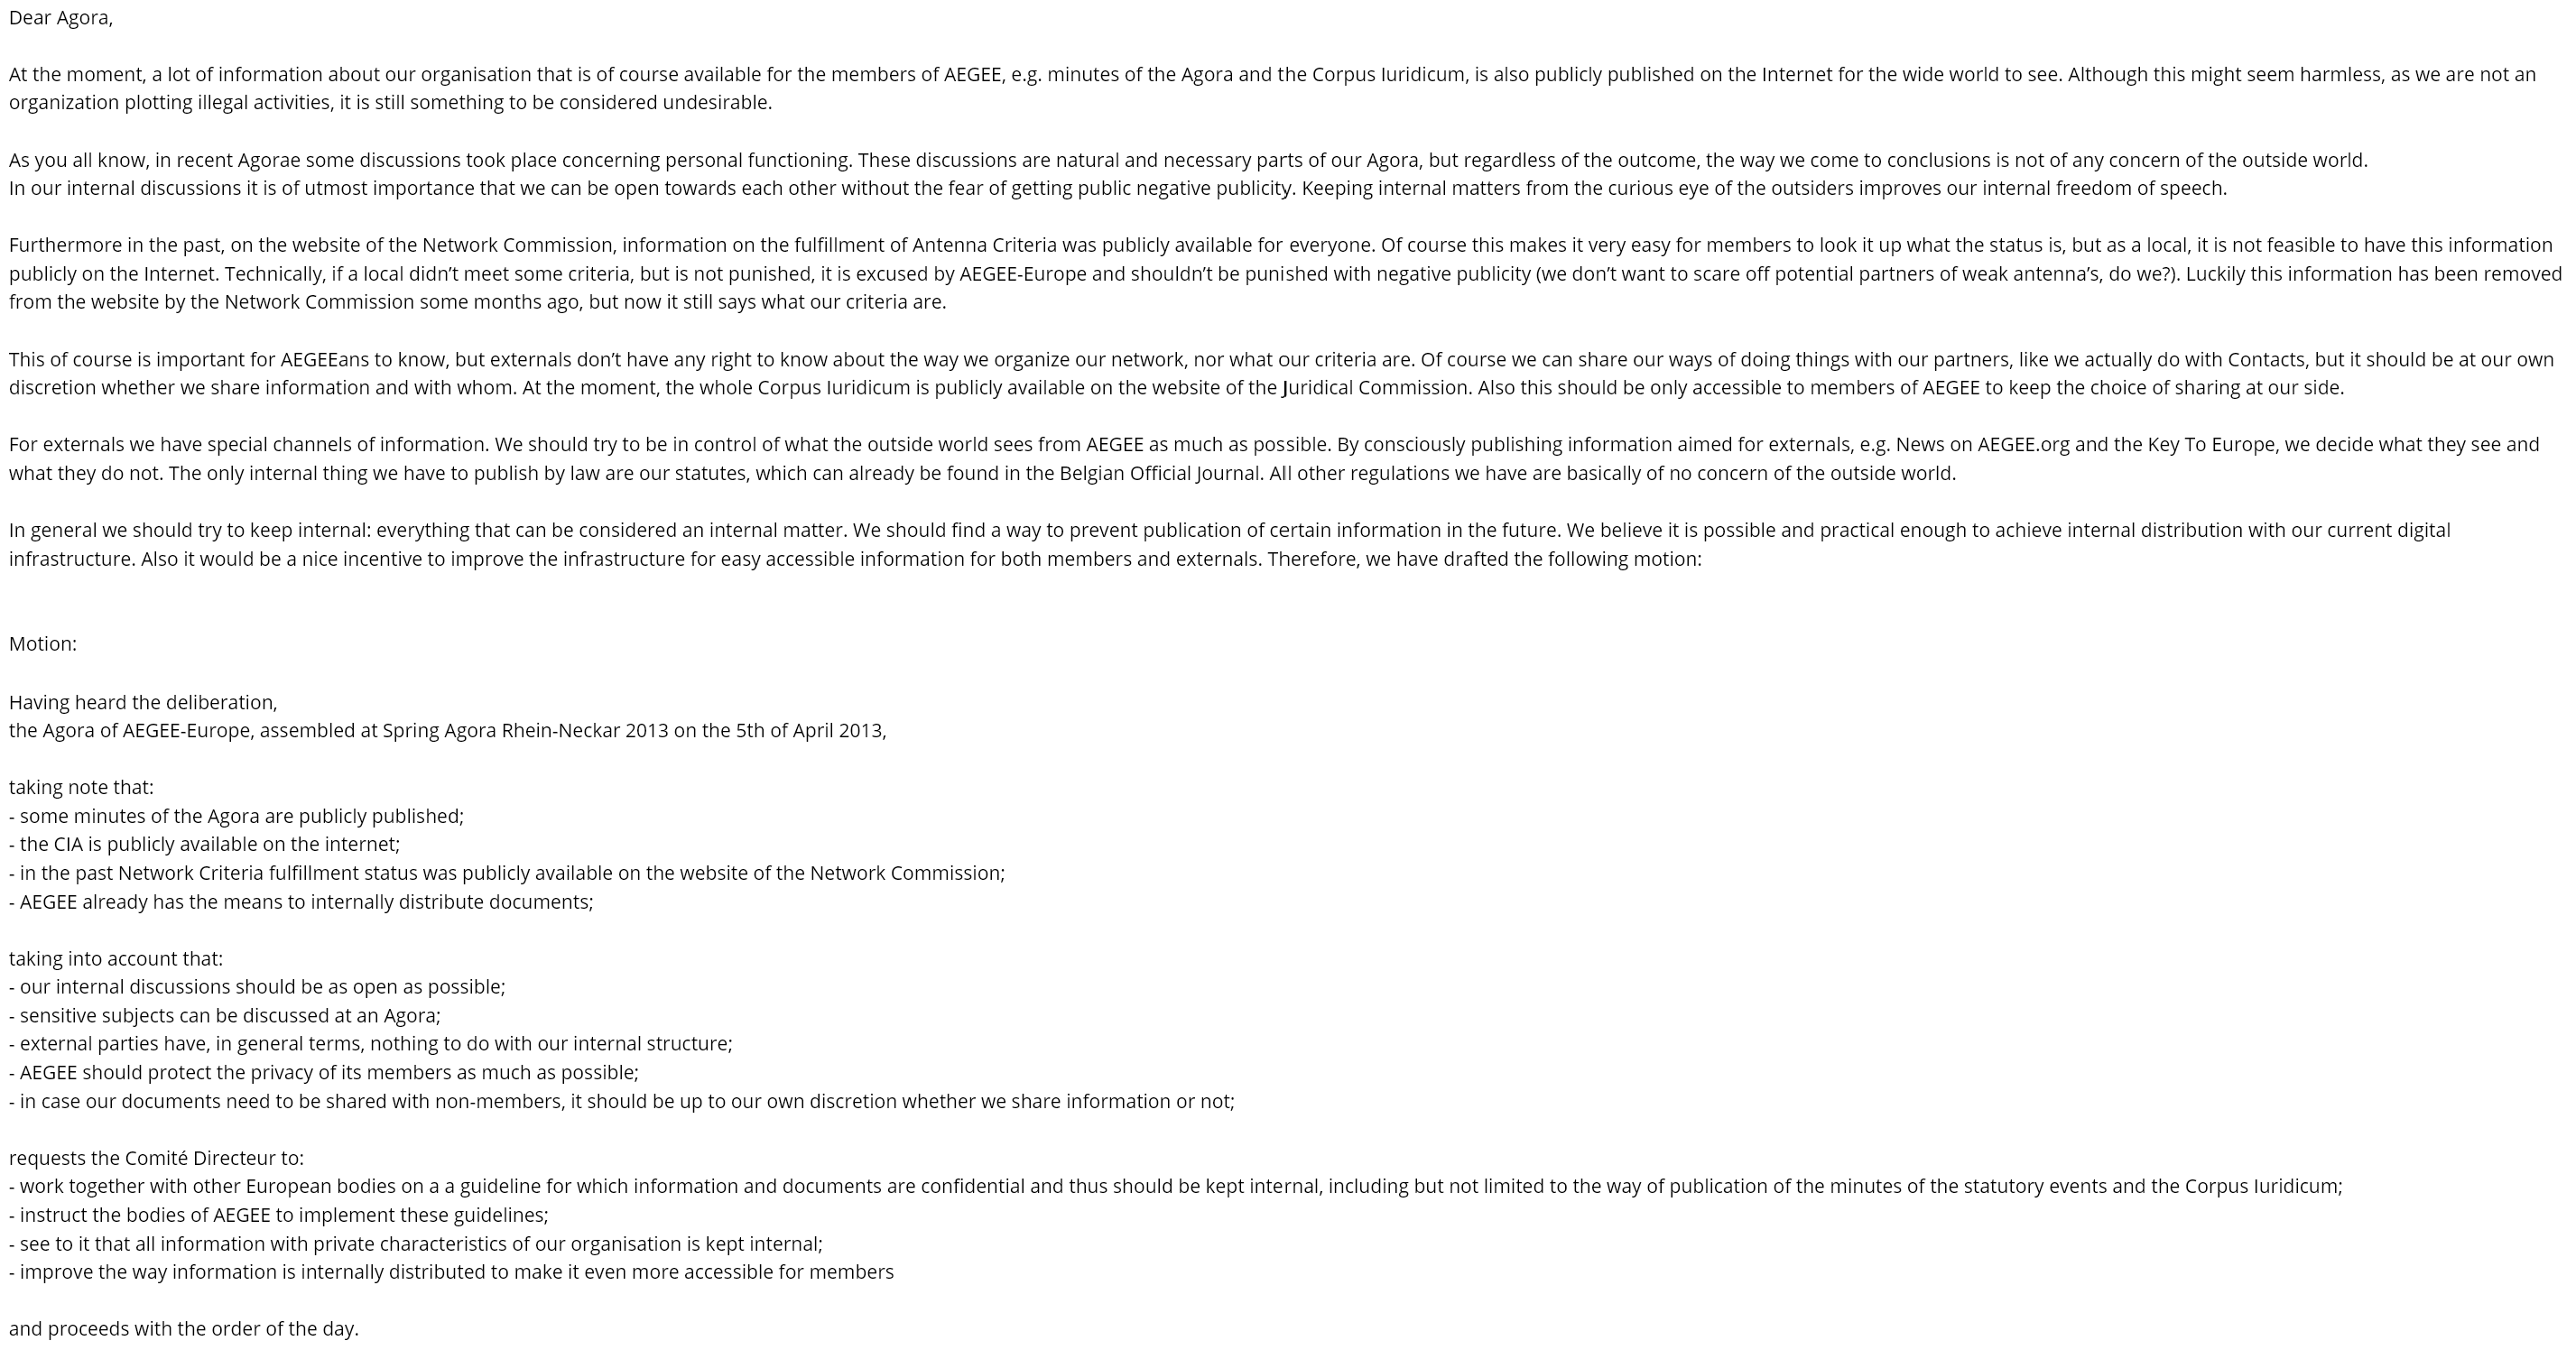 Dear Agora,
At the moment, a lot of information about our organisation that is of course available for the members of AEGEE, e.g. minutes of the Agora and the Corpus Iuridicum, is also publicly published on the Internet for the wide world to see. Although this might seem harmless, as we are not an
organization plotting illegal activities, it is still something to be considered undesirable.
As you all know, in recent Agorae some discussions took place concerning personal functioning. These discussions are natural and necessary parts of our Agora, but regardless of the outcome, the way we come to conclusions is not of any concern of the outside world.
In our internal discussions it is of utmost importance that we can be open towards each other without the fear of getting public negative publicity. Keeping internal matters from the curious eye of the outsiders improves our internal freedom of speech.
Furthermore in the past, on the website of the Network Commission, information on the fulfillment of Antenna Criteria was publicly available for everyone. Of course this makes it very easy for members to look it up what the status is, but as a local, it is not feasible to have this information
publicly on the Internet. Technically, if a local didn’t meet some criteria, but is not punished, it is excused by AEGEE-Europe and shouldn’t be punished with negative publicity (we don’t want to scare off potential partners of weak antenna’s, do we?). Luckily this information has been removed
from the website by the Network Commission some months ago, but now it still says what our criteria are.
This of course is important for AEGEEans to know, but externals don’t have any right to know about the way we organize our network, nor what our criteria are. Of course we can share our ways of doing things with our partners, like we actually do with Contacts, but it should be at our own
discretion whether we share information and with whom. At the moment, the whole Corpus Iuridicum is publicly available on the website of the Juridical Commission. Also this should be only accessible to members of AEGEE to keep the choice of sharing at our side.
For externals we have special channels of information. We should try to be in control of what the outside world sees from AEGEE as much as possible. By consciously publishing information aimed for externals, e.g. News on AEGEE.org and the Key To Europe, we decide what they see and
what they do not. The only internal thing we have to publish by law are our statutes, which can already be found in the Belgian Official Journal. All other regulations we have are basically of no concern of the outside world.
In general we should try to keep internal: everything that can be considered an internal matter. We should find a way to prevent publication of certain information in the future. We believe it is possible and practical enough to achieve internal distribution with our current digital
infrastructure. Also it would be a nice incentive to improve the infrastructure for easy accessible information for both members and externals. Therefore, we have drafted the following motion:
Motion:
Having heard the deliberation,
the Agora of AEGEE-Europe, assembled at Spring Agora Rhein-Neckar 2013 on the 5th of April 2013,
taking note that:
- some minutes of the Agora are publicly published;
- the CIA is publicly available on the internet;
- in the past Network Criteria fulfillment status was publicly available on the website of the Network Commission;
- AEGEE already has the means to internally distribute documents;
taking into account that:
- our internal discussions should be as open as possible;
- sensitive subjects can be discussed at an Agora;
- external parties have, in general terms, nothing to do with our internal structure;
- AEGEE should protect the privacy of its members as much as possible;
- in case our documents need to be shared with non-members, it should be up to our own discretion whether we share information or not;
requests the Comité Directeur to:
- work together with other European bodies on a a guideline for which information and documents are confidential and thus should be kept internal, including but not limited to the way of publication of the minutes of the statutory events and the Corpus Iuridicum;
- instruct the bodies of AEGEE to implement these guidelines;
- see to it that all information with private characteristics of our organisation is kept internal;
- improve the way information is internally distributed to make it even more accessible for members
and proceeds with the order of the day.